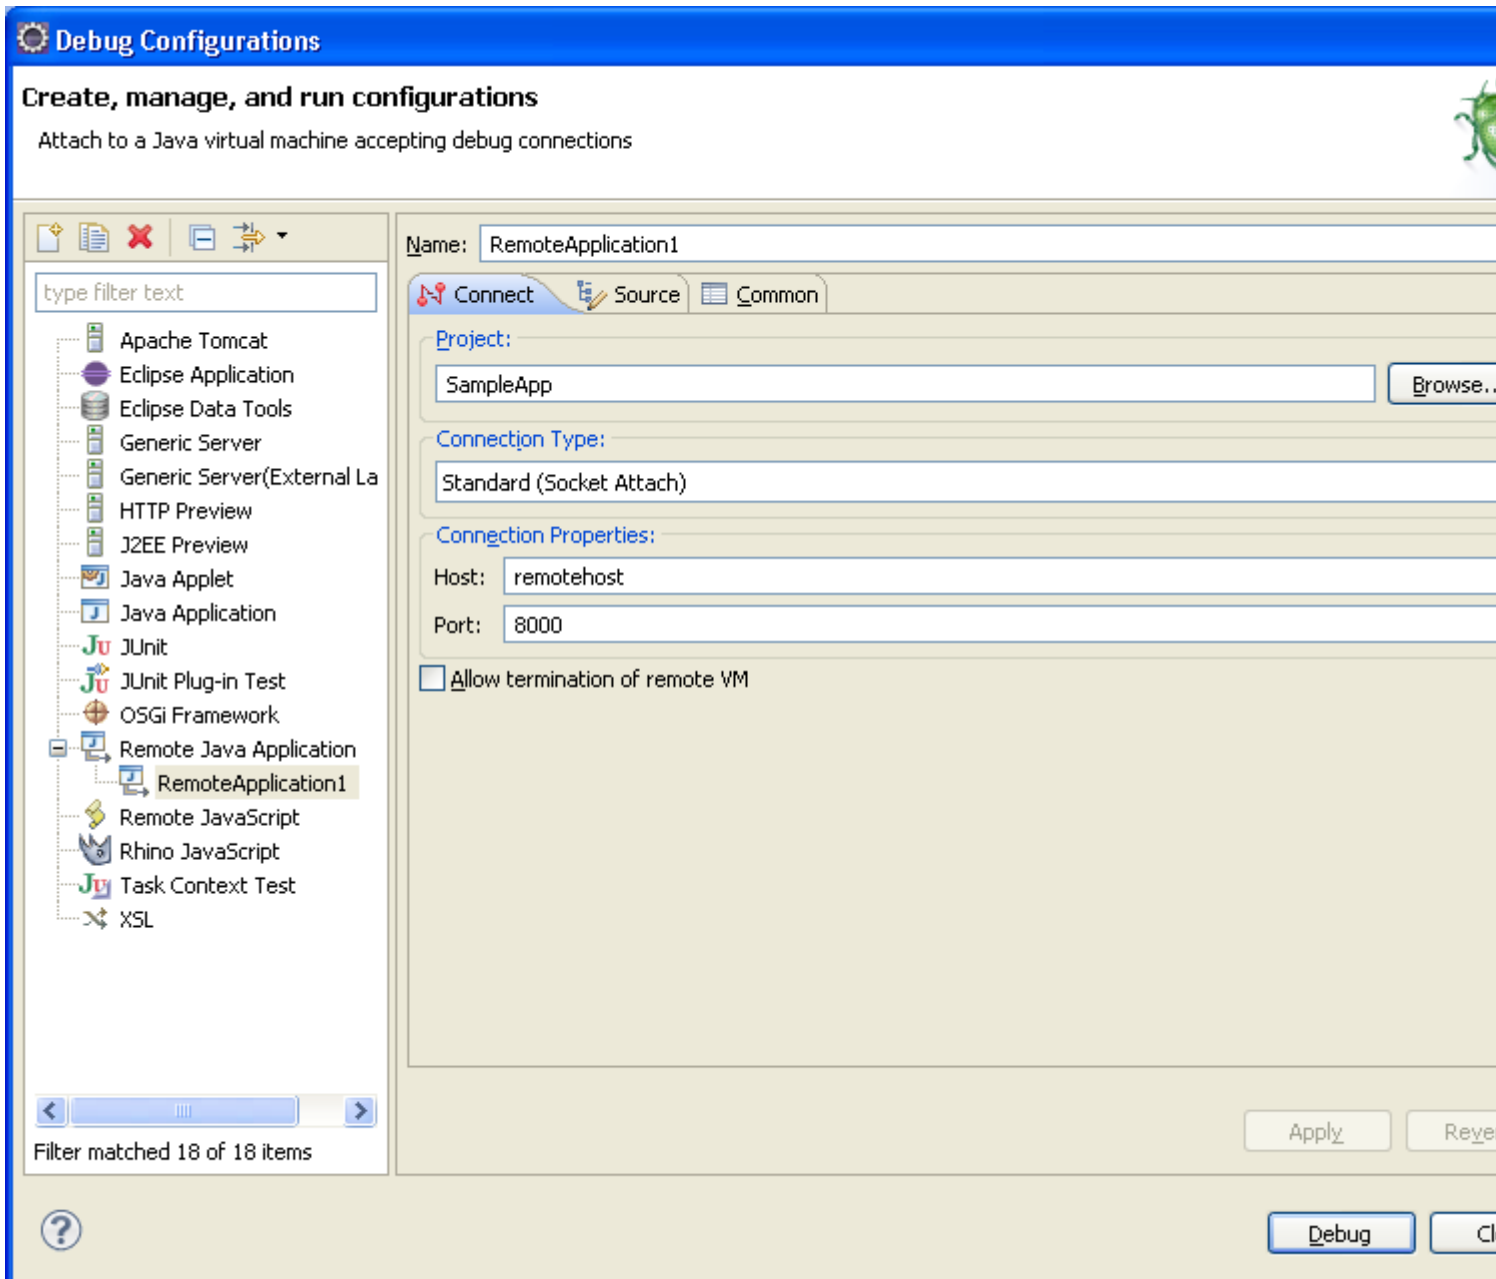 Debug Configurations
Create, manage, and run configurations
Attach to a Java virtual machine accepting debug connections
type filter text
Apache Tomcat
Eclipse Application
Eclipse Data Tools
Generic Server
Generic Server(External La
HTTP Preview
J2EE Preview
Java Applet
Java Application
JUnit
JUnit Plug-in Test
OSGi Framework
Remote Java Application
RemoteApplication1
Remote JavaScript
Rhino JavaScript
Task Context Test
XSL
Filter matched 18 of 18 items
Name: RemoteApplication1
Connect Source Common
Project:
SampleApp Browse..
Connection Type:
Standard (Socket Attach)
Connection Properties:
Host: remotehost
Port: 8000
Allow termination of remote VM
Apply Rever
Debug Cl